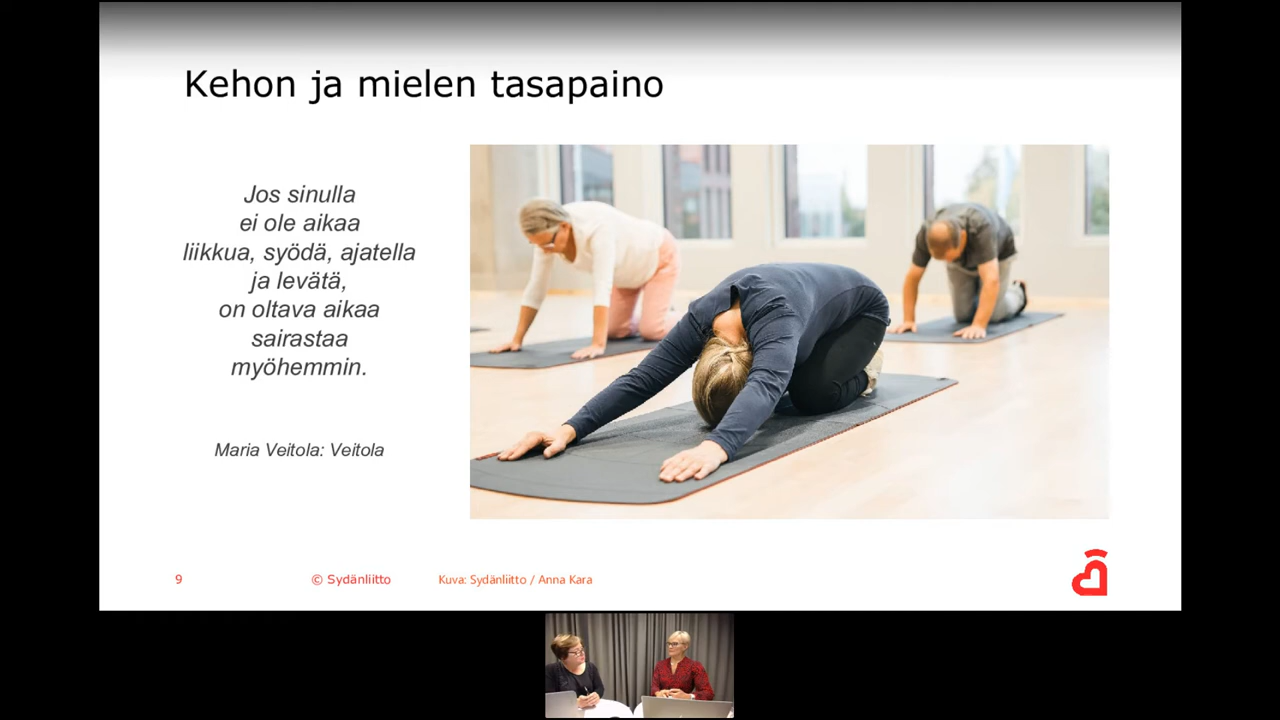 Kehon ja mielen tasapaino
Jos sinulla
ei ole aikaa
liikkua, syödä, ajatella
ja levätä,
on oltava aikaa
sairastaa
myöhemmin.
Maria Veitola: Veitola
9
© Sydänliitto
Kuva: Sydänliitto / Anna Kara